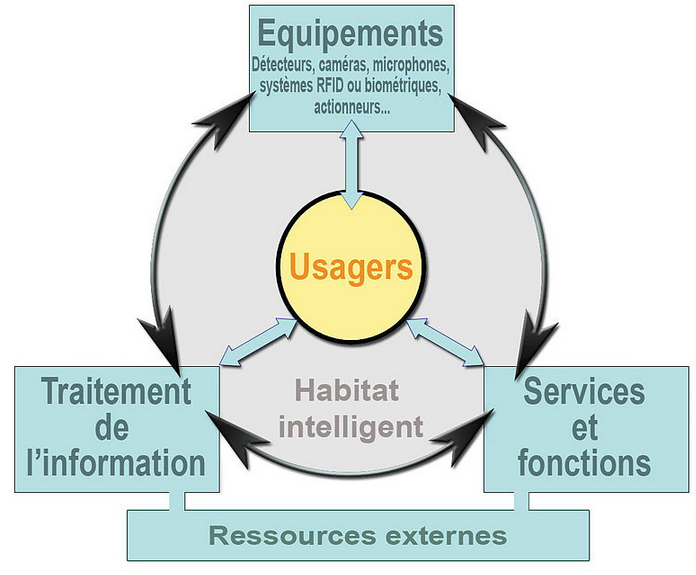 Equipements
Détecteurs, caméras, microphones,
systèmes RFID ou biométriques,
actionneurs...
Usagers
Traitement
de
l'information
Habitat
intelligent
Services
et
fonctions
Ressources externes